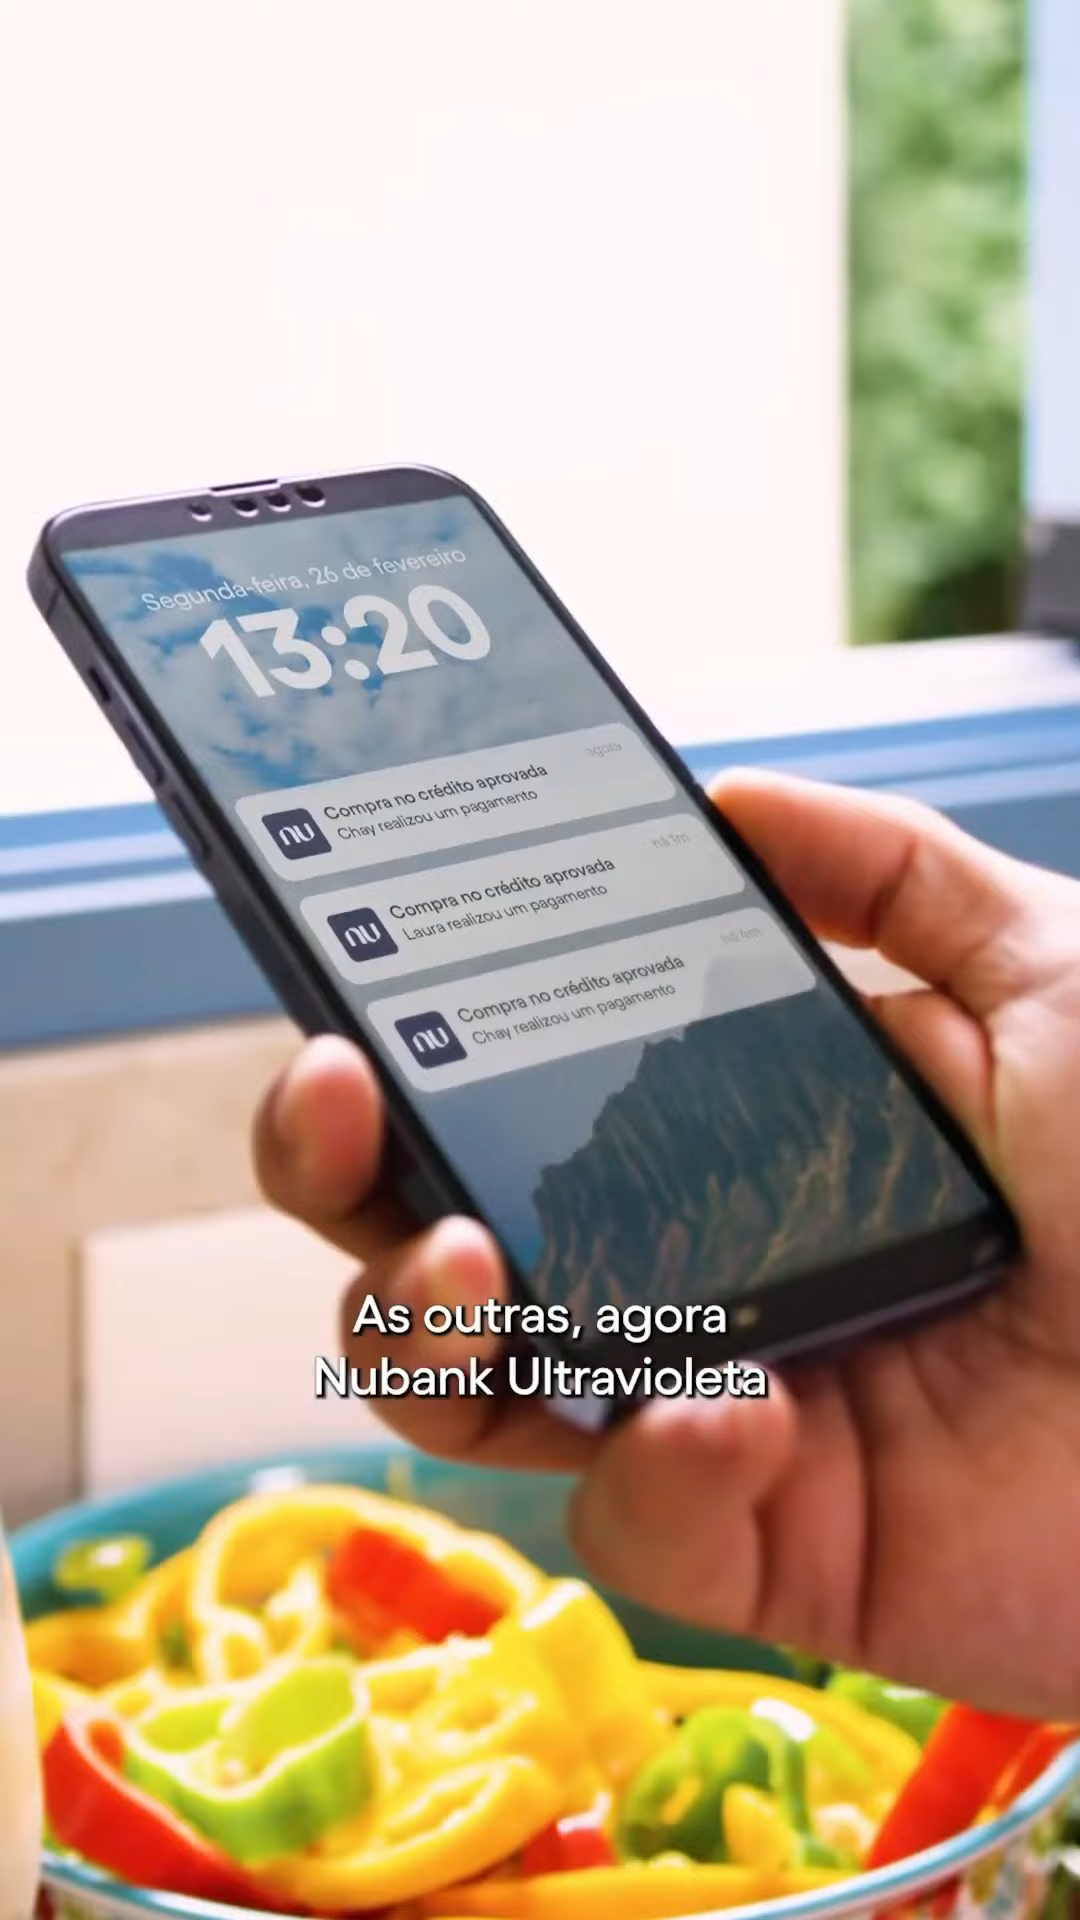 Segunda-feira, 26 de fevereiro
13:20
agora
Compra no crédito aprovada
nu
Chay realizou um pagamento
há 1m
Compra no crédito aprovada
nu
Laura realizou um pagamento
há 4m
Compra no crédito aprovada
nu
Chay realizou um pagamento
As outras, agora
Nubank Ultravioleta